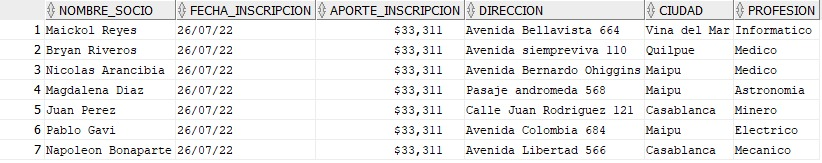 NOMBRE_SOCIO FECHA_INSCRIPCION APORTE_INSCRIPCION DIRECCION CIUDAD PROFESION
1 Maickol Reyes 26/07/22 $33,311 Avenida Bellavista 664 Vina del Mar Informatico
2 Bryan Riveros 26/07/22 $33,311 Avenida siempreviva 110 Quilpue Medico
3 Nicolas Arancibia 26/07/22 $33,311 Avenida Bernardo Ohiggins Maipu Medico
4 Magdalena Diaz 26/07/22 $33,311 Pasaje andromeda 568 Maipu Astronomia
5 Juan Perez 26/07/22 $33,311 Calle Juan Rodriguez 121 Casablanca Minero
6 Pablo Gavi 26/07/22 $33,311 Avenida Colombia 684 Maipu Electrico
7 Napoleon Bonaparte 26/07/22 $33,311 Avenida Libertad 566 Casablanca Mecanico